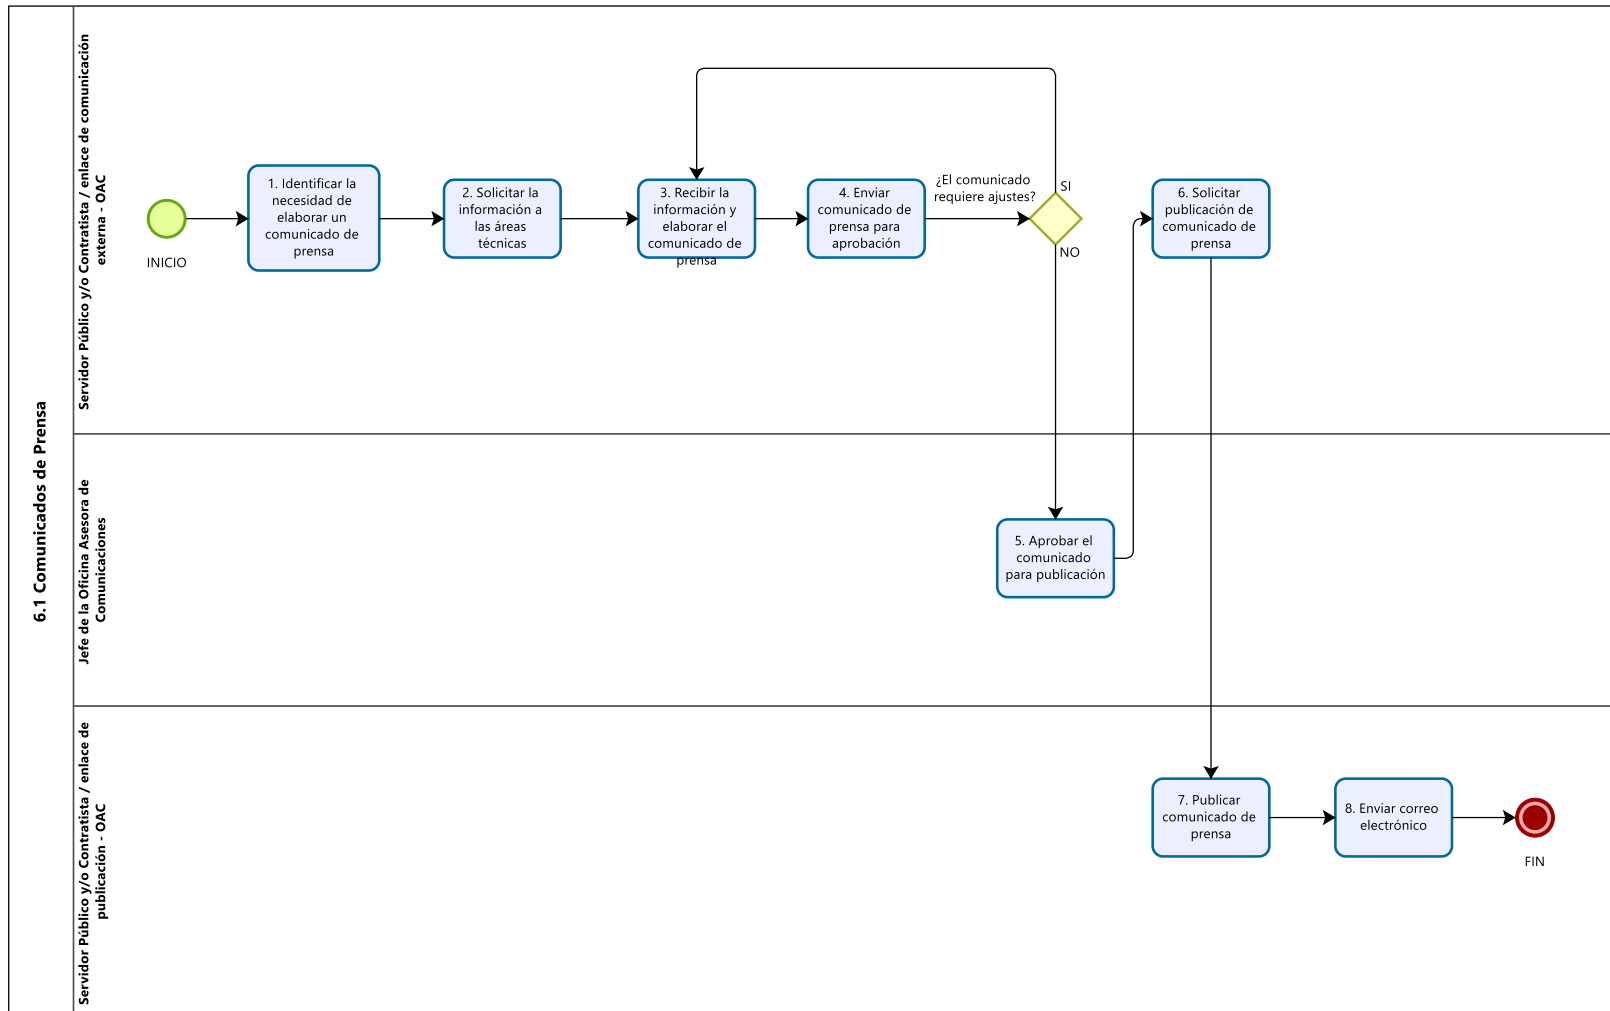 6.1 Comunicados de Prensa
Servidor Público y/o Contratista / enlace de comunicación
externa - OAC
INICIO
1. Identificar la
necesidad de
elaborar un
comunicado de
prensa
2. Solicitar la
información a
las áreas
técnicas
3. Recibir la
información y
elaborar el
comunicado de
prensa
4. Enviar
comunicado de
prensa para
aprobación
¿El comunicado
requiere ajustes?
SI
NO
6. Solicitar
publicación de
comunicado de
prensa
Jefe de la Oficina Asesora de
Comunicaciones
5. Aprobar el
comunicado
para publicación
Servidor Público y/o Contratista / enlace de
publicación - OAC
7. Publicar
comunicado de
prensa
8. Enviar correo
electrónico
FIN